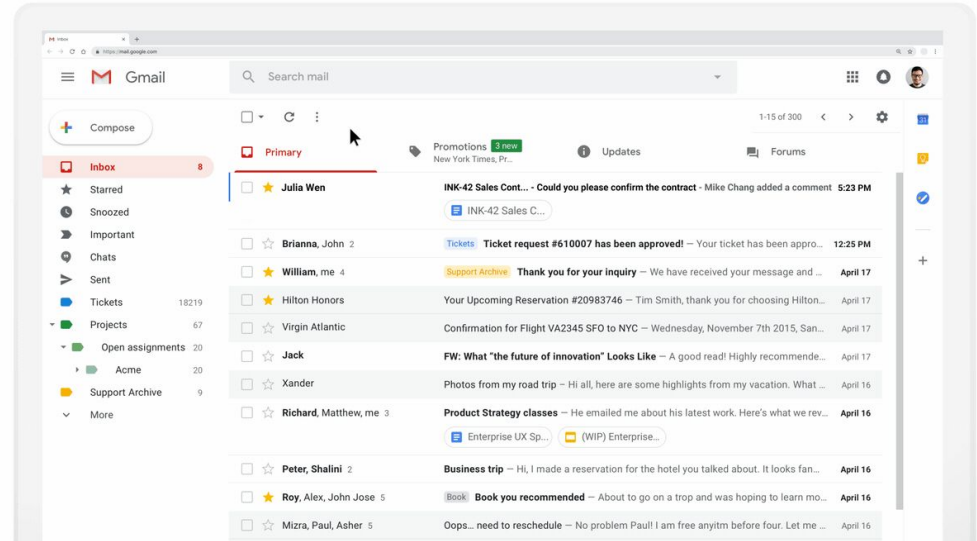 M Inbox
https://mail.google.com
Gmail
Search mail
Compose
1-15 of 300
Primary
Promotions 3 new
New York Times, Pr...
Updates
Forums
Inbox 8
Starred
Snoozed
Important
Chats
Sent
Tickets 18219
Projects 67
Open assignments 20
Acme 20
Support Archive 9
More
Julia Wen INK-42 Sales Cont... - Could you please confirm the contract - Mike Chang added a comment 5:23 PM
INK-42 Sales C...
Brianna, John 2 Tickets Ticket request #610007 has been approved! — Your ticket has been appro... 12:25 PM
William, me 4 Support Archive Thank you for your inquiry — We have received your message and ... April 17
Hilton Honors Your Upcoming Reservation #20983746 — Tim Smith, thank you for choosing Hilton... April 17
Virgin Atlantic Confirmation for Flight VA2345 SFO to NYC — Wednesday, November 7th 2015, San... April 17
Jack FW: What "the future of innovation" Looks Like — A good read! Highly recommende... April 17
Xander Photos from my road trip – Hi all, here are some highlights from my vacation. What ... April 16
Richard, Matthew, me 3 Product Strategy classes — He emailed me about his latest work. Here's what we rev... April 16
Enterprise UX Sp... (WIP) Enterprise...
Peter, Shalini 2 Business trip — Hi, I made a reservation for the hotel you talked about. It looks fan... April 16
Roy, Alex, John Jose 5 Book Book you recommended — About to go on a trop and was hoping to learn mo... April 16
Mizra, Paul, Asher 5 Oops... need to reschedule — No problem Paul! I am free anyitm before four. Let me ... April 16